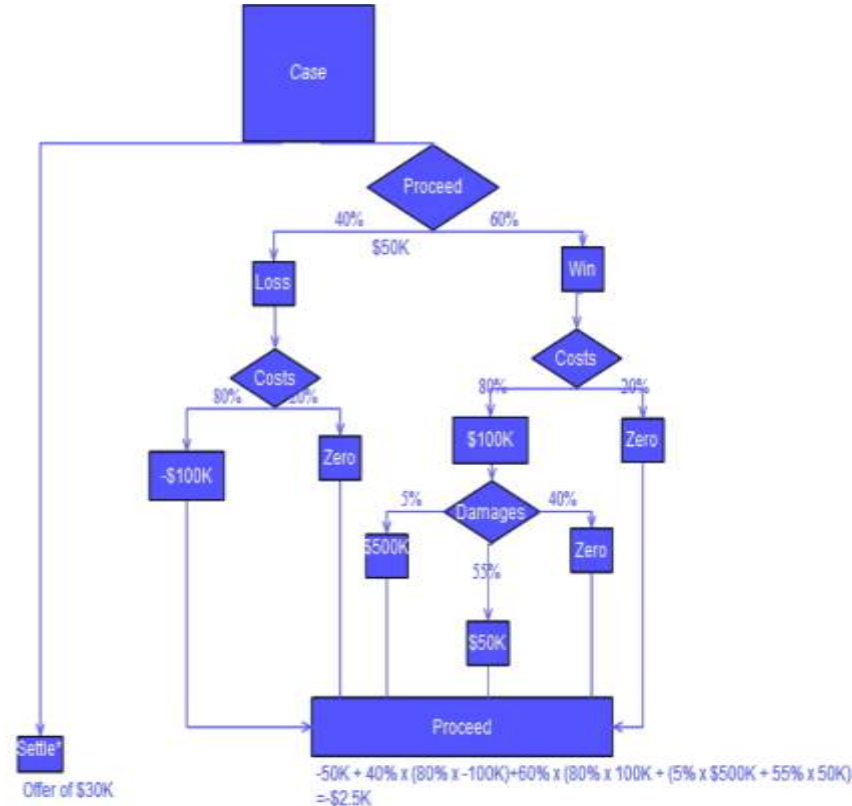 Case
Proceed
40%
60%
$50K
Loss
Win
Costs
Costs
80%
20%
80%
20%
-$100K
Zero
$100K
Zero
Damages
5%
40%
$500K
Zero
55%
$50K
Proceed
Settle*
Offer of $30K
-50K + 40% x (80% x -100K)+60% x (80% x 100K + (5% x $500K + 55% x 50K)
=-$2.5K